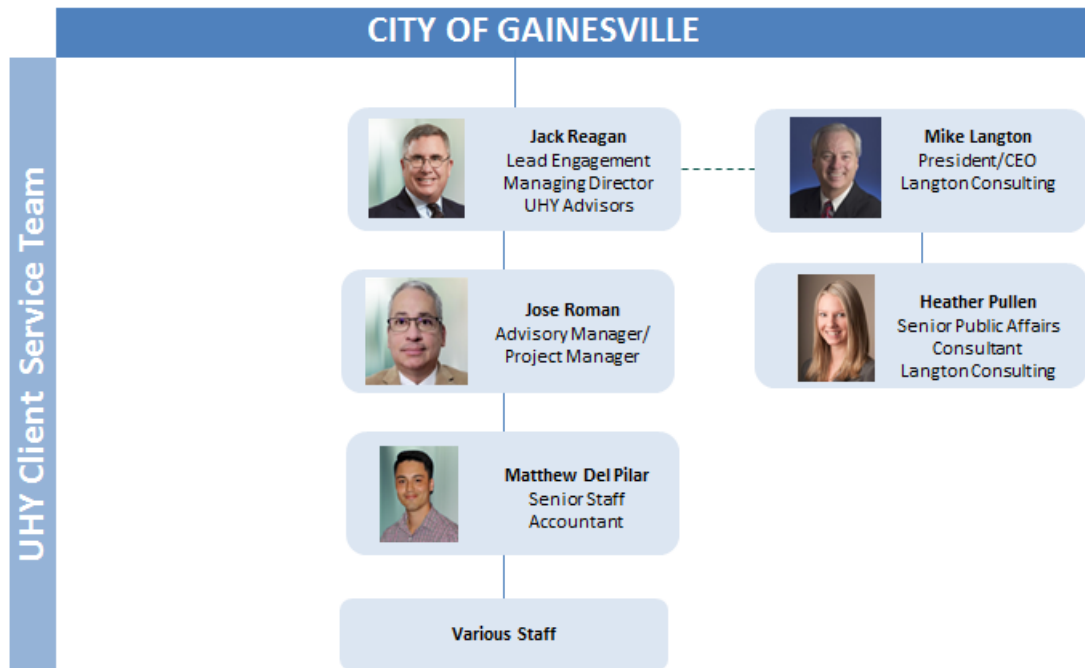 CITY OF GAINESVILLE
UHY Client Service Team
Jack Reagan
Lead Engagement
Managing Director
UHY Advisors
Mike Langton
President/CEO
Langton Consulting
Jose Roman
Advisory Manager/
Project Manager
Heather Pullen
Senior Public Affairs
Consultant
Langton Consulting
Matthew Del Pilar
Senior Staff
Accountant
Various Staff